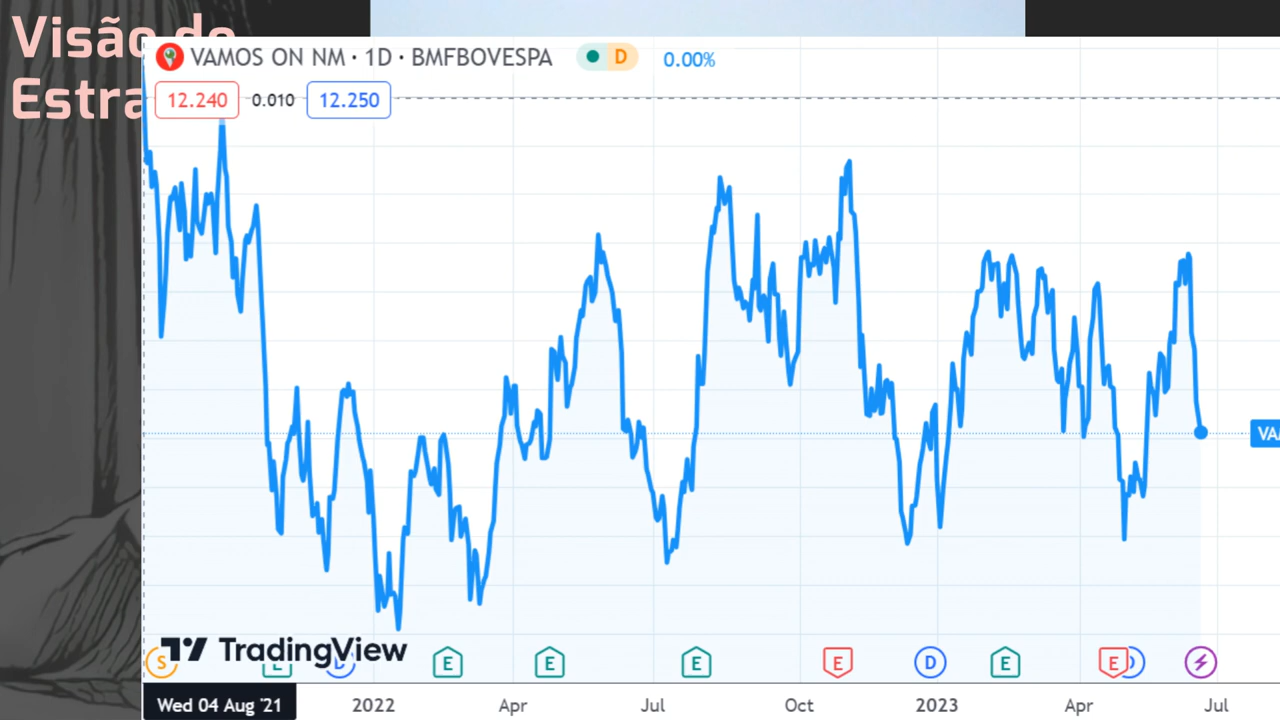 Visão do
Estra
VAMOS ON NM · 1D · BMFBOVESPA D 0.00%
12.240 0.010 12.250
VA
S E D E E E E D E E D
TradingView
Wed 04 Aug '21 2022 Apr Jul Oct 2023 Apr Jul